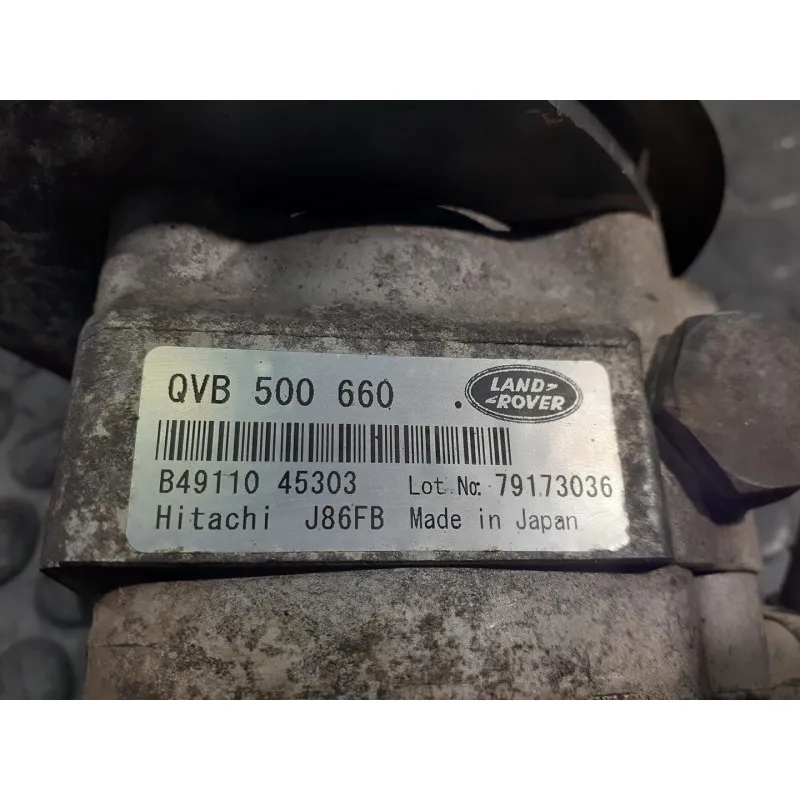 QVB 500 660
LAND-
ROVER
B49110 45303 Lot No. 79173036
Hitachi J86FB Made in Japan